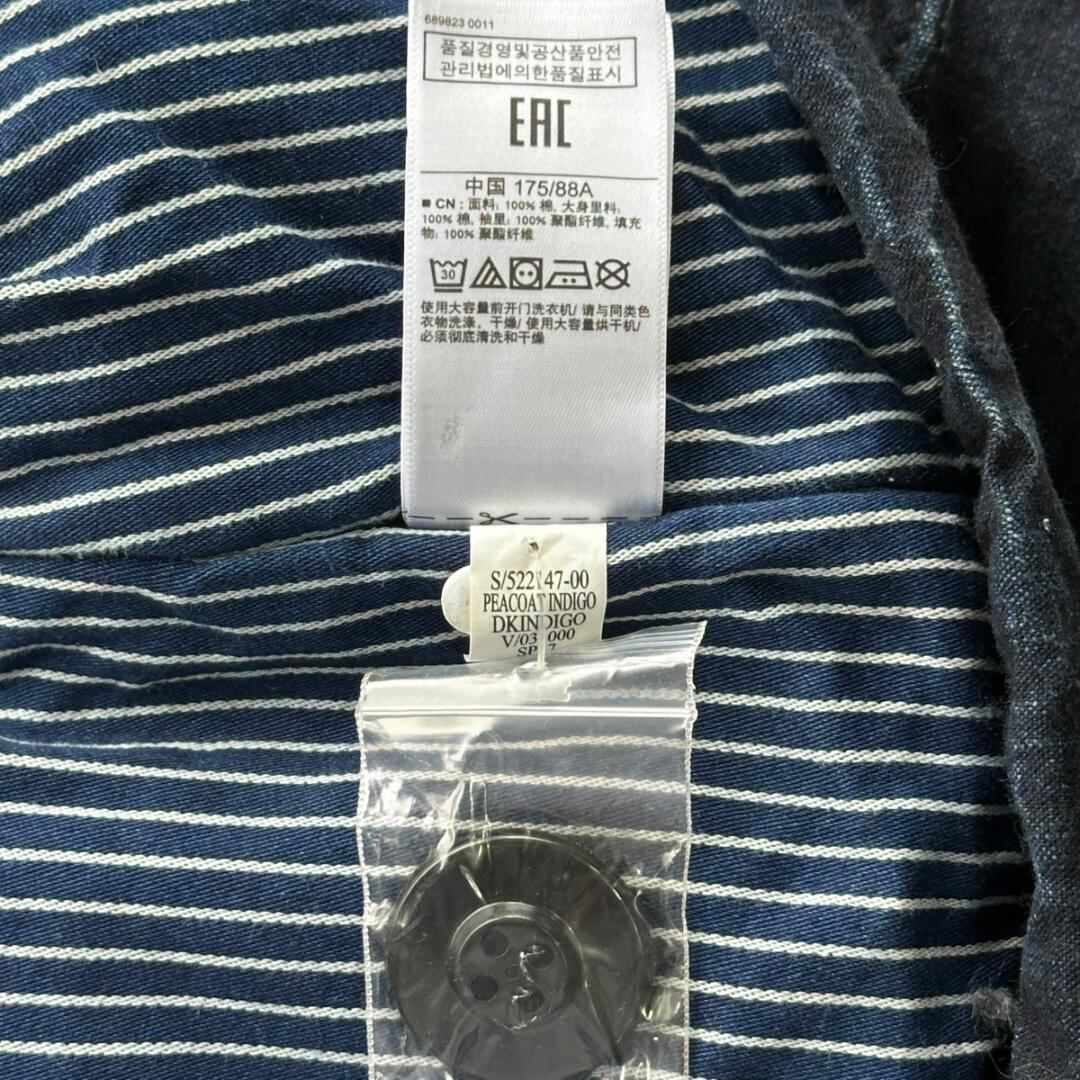 689823 0011
품질경영및공산품안전
관리법에의한품질표시
EAC
中国 175/88A
■ CN : 面料: 100% 棉, 大身里料:
100% 棉, 袖里: 100% 聚酯纤维, 填充
物: 100% 聚酯纤维
30
使用大容量前开门洗衣机/ 请与同类色
衣物洗涤, 干燥/ 使用大容量烘干机/
必须彻底清洗和干燥
47-00
PEACOAT INDIGO
DKINDIGO